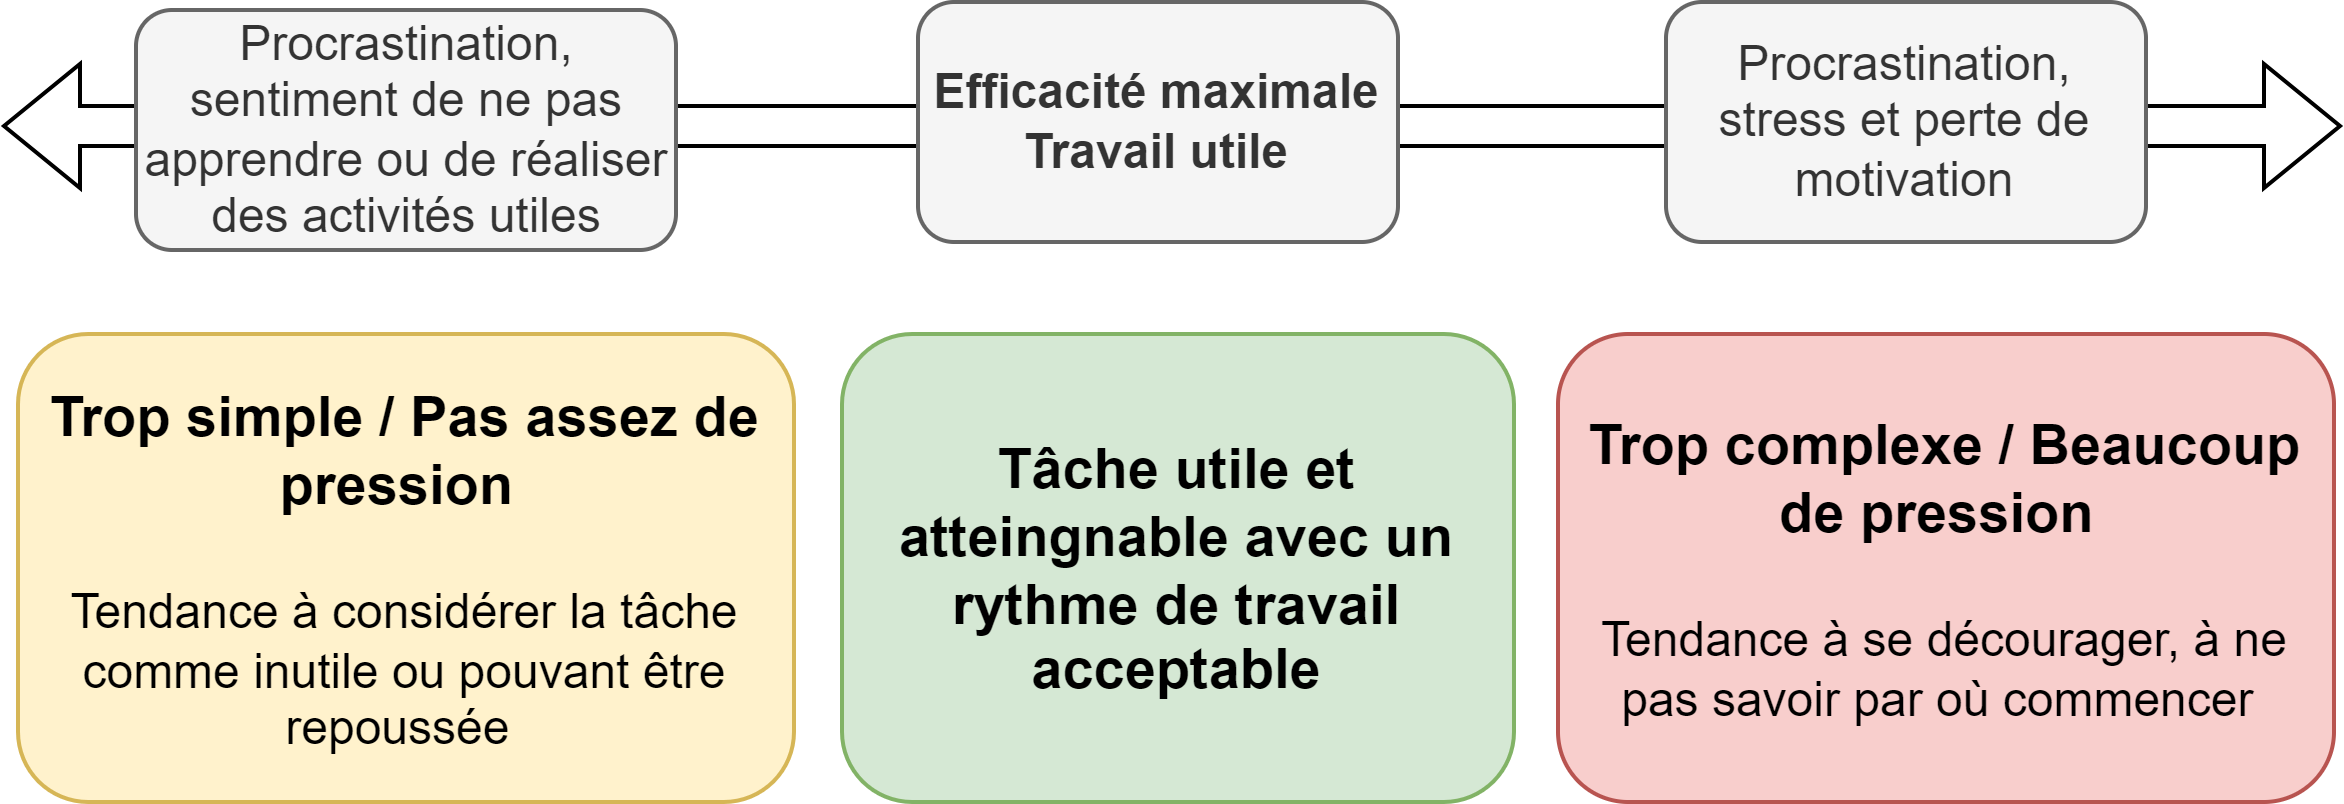 Procrastination,
sentiment de ne pas
apprendre ou de réaliser
des activités utiles
Efficacité maximale
Travail utile
Procrastination,
stress et perte de
motivation
Trop simple / Pas assez de
pression
Tendance à considérer la tâche
comme inutile ou pouvant être
repoussée
Tâche utile et
atteingnable avec un
rythme de travail
acceptable
Trop complexe / Beaucoup
de pression
Tendance à se décourager, à ne
pas savoir par où commencer